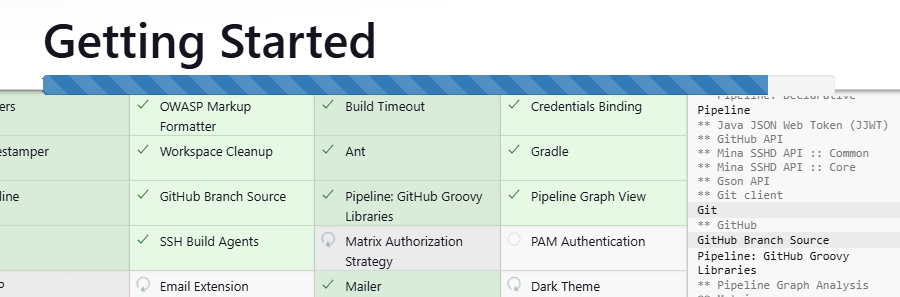 Getting Started
ers
OWASP Markup
Formatter
Build Timeout
Credentials Binding
estamper
Workspace Cleanup
Ant
Gradle
line
GitHub Branch Source
Pipeline: GitHub Groovy
Libraries
Pipeline Graph View
SSH Build Agents
Matrix Authorization
Strategy
PAM Authentication
Email Extension
Mailer
Dark Theme
** Pipeline: Declarative
Pipeline
** Java JSON Web Token (JJWT)
** GitHub API
** Mina SSHD API :: Common
** Mina SSHD API :: Core
** Gson API
** Git client
Git
** GitHub
GitHub Branch Source
Pipeline: GitHub Groovy
Libraries
** Pipeline Graph Analysis